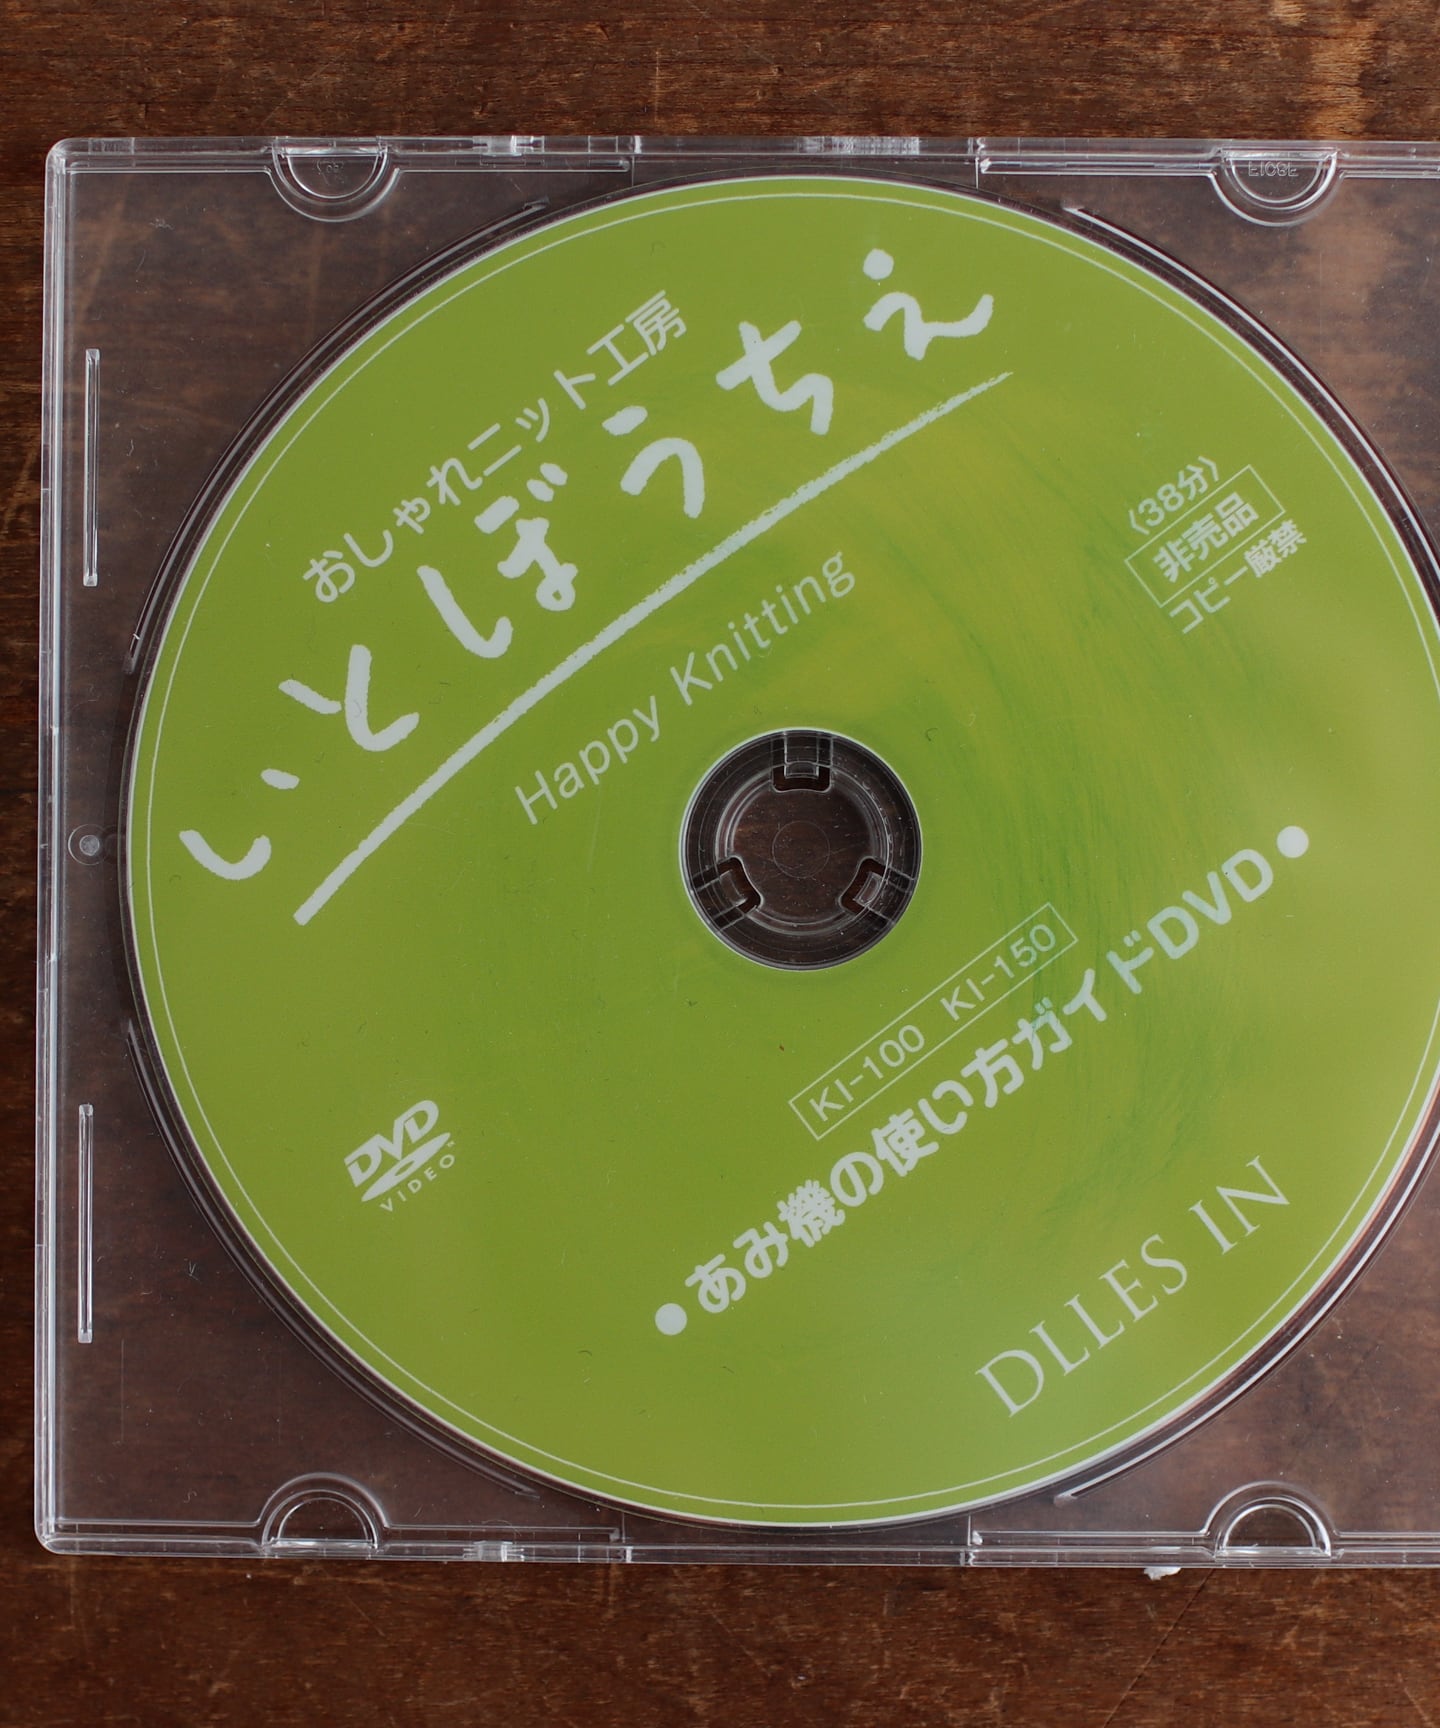 おしゃれニット工房
いとぼうちえ
Happy Knitting
〈38分〉
非売品
コピー厳禁
KI-100 KI-150
●あみ機の使い方ガイドDVD●
DVD
VIDEO
DLLES IN